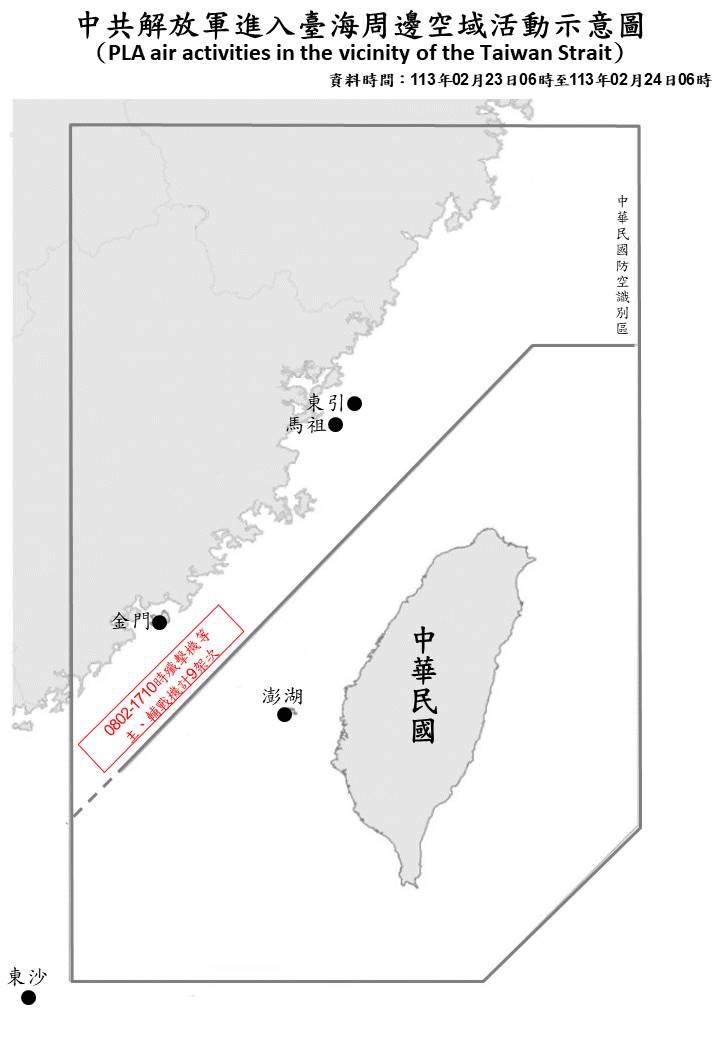 中共解放軍進入臺海周邊空域活動示意圖
（PLA air activities in the vicinity of the Taiwan Strait）
資料時間：113年02月23日06時至113年02月24日06時
中華民國防空識別區
東引
馬祖
金門
0802-1710時殲擊機等
主、輔戰機計9架次
澎湖
中華民國
東沙